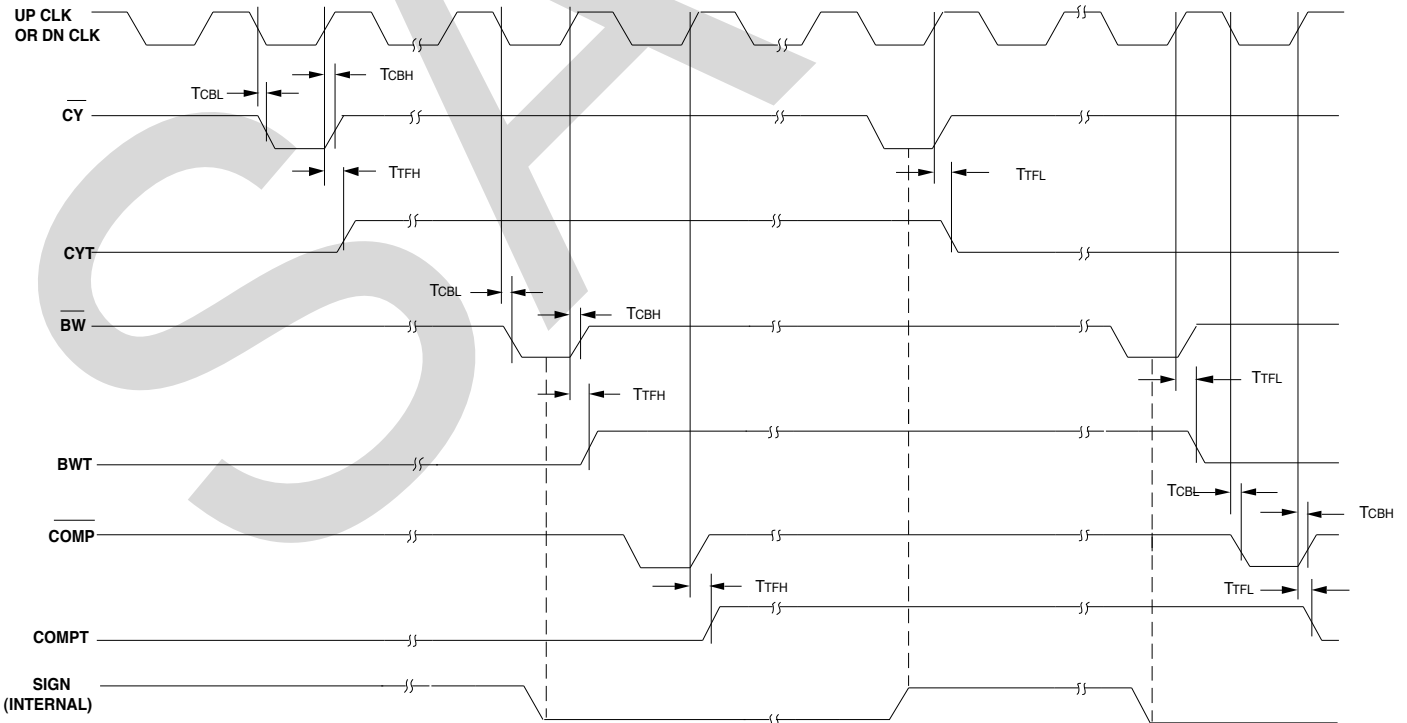 UP CLK
OR DN CLK
TCBH
TCBL
CY
TTFH
TTFL
CYT
TCBL
TCBH
BW
TTFL
TTFH
BWT
TCBL
TCBH
COMP
TTFH
TTFL
COMPT
SIGN
(INTERNAL)
SA